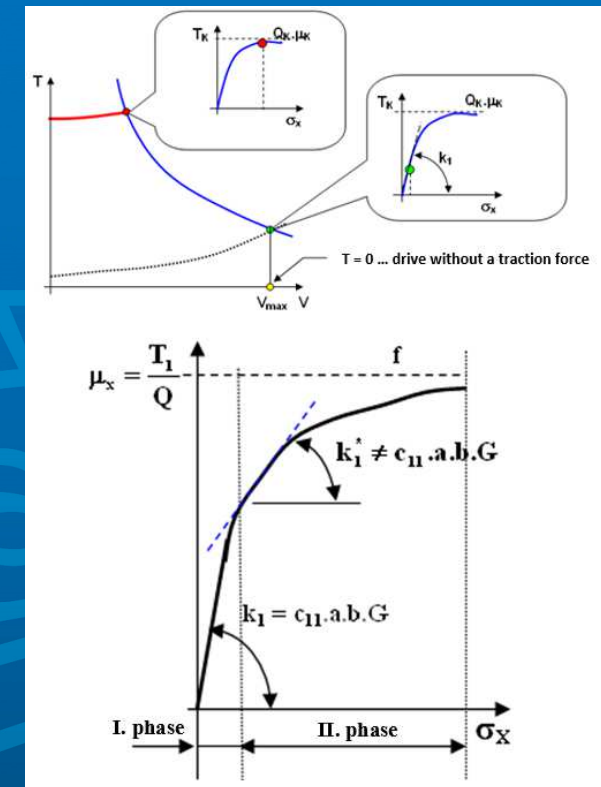 Tₖ
Qₖ.μₖ
σₓ
T
Tₖ
Qₖ.μₖ
k₁
σₓ
T = 0 ... drive without a traction force
Vmax V
μₓ = T₁/Q
f
k₁* ≠ c₁₁.a.b.G
k₁ = c₁₁.a.b.G
I. phase
II. phase
σX